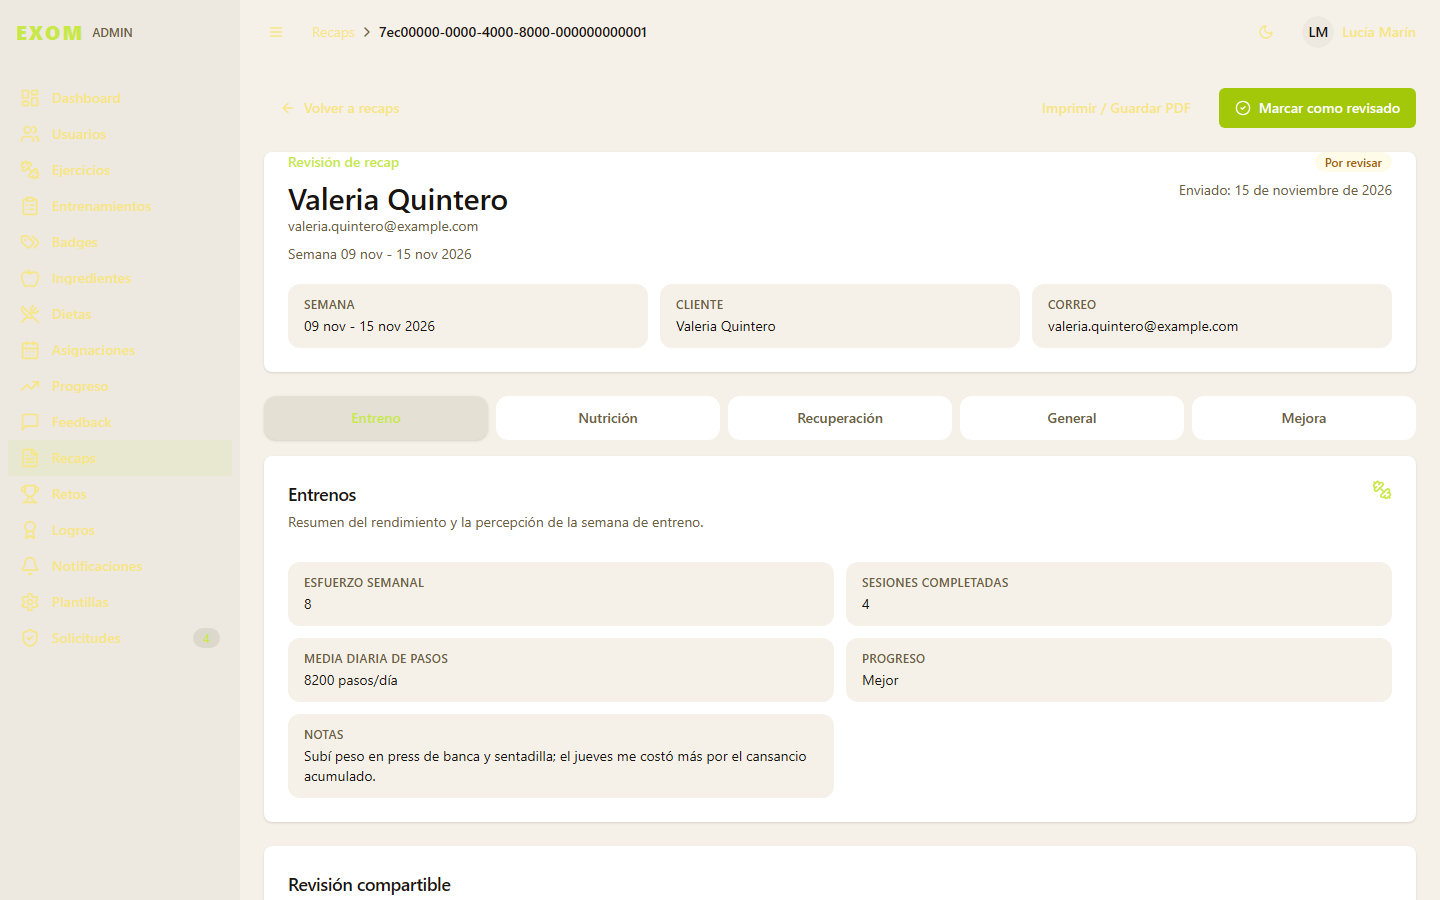 EXOM ADMIN
Recaps > 7ec00000-0000-4000-8000-000000000001
LM Lucía Marín
Dashboard
Usuarios
Ejercicios
Entrenamientos
Badges
Ingredientes
Dietas
Asignaciones
Progreso
Feedback
Recaps
Retos
Logros
Notificaciones
Plantillas
Solicitudes 4
Volver a recaps
Imprimir / Guardar PDF
Marcar como revisado
Revisión de recap
Por revisar
Valeria Quintero
Enviado: 15 de noviembre de 2026
valeria.quintero@example.com
Semana 09 nov - 15 nov 2026
SEMANA
09 nov - 15 nov 2026
CLIENTE
Valeria Quintero
CORREO
valeria.quintero@example.com
Entreno
Nutrición
Recuperación
General
Mejora
Entrenos
Resumen del rendimiento y la percepción de la semana de entreno.
ESFUERZO SEMANAL
8
SESIONES COMPLETADAS
4
MEDIA DIARIA DE PASOS
8200 pasos/día
PROGRESO
Mejor
NOTAS
Subí peso en press de banca y sentadilla; el jueves me costó más por el cansancio
acumulado.
Revisión compartible